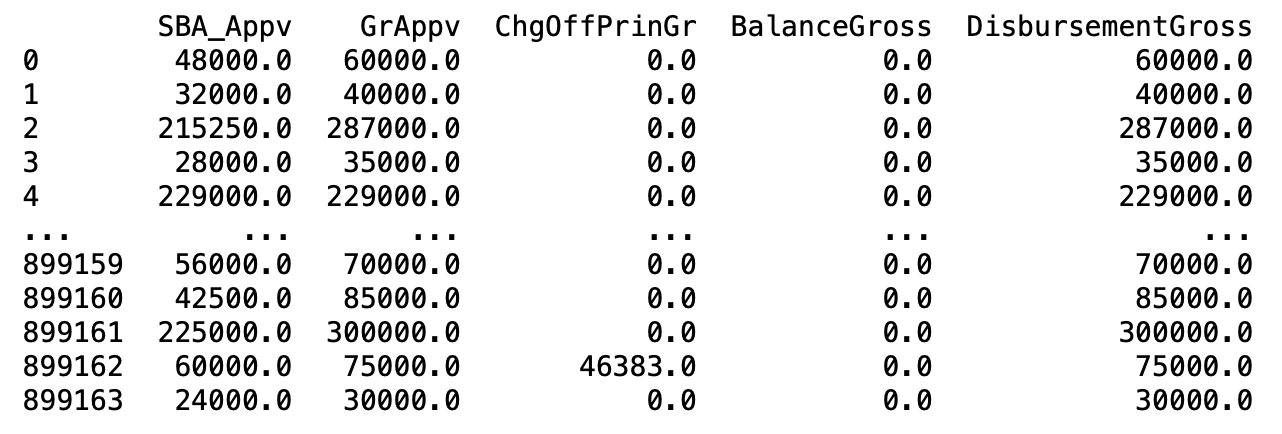 SBA_Appv GrAppv ChgOffPrinGr BalanceGross DisbursementGross
0 48000.0 60000.0 0.0 0.0 60000.0
1 32000.0 40000.0 0.0 0.0 40000.0
2 215250.0 287000.0 0.0 0.0 287000.0
3 28000.0 35000.0 0.0 0.0 35000.0
4 229000.0 229000.0 0.0 0.0 229000.0
... ... ... ... ... ...
899159 56000.0 70000.0 0.0 0.0 70000.0
899160 42500.0 85000.0 0.0 0.0 85000.0
899161 225000.0 300000.0 0.0 0.0 300000.0
899162 60000.0 75000.0 46383.0 0.0 75000.0
899163 24000.0 30000.0 0.0 0.0 30000.0